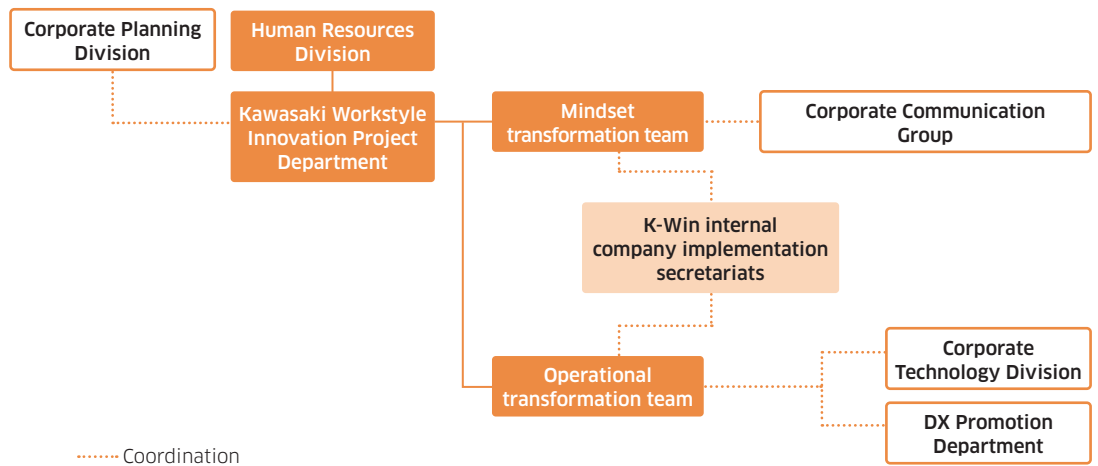 Corporate Planning
Division
Human Resources
Division
Kawasaki Workstyle
Innovation Project
Department
Mindset
transformation team
Corporate Communication
Group
K-Win internal
company implementation
secretariats
Operational
transformation team
Corporate
Technology Division
DX Promotion
Department
Coordination